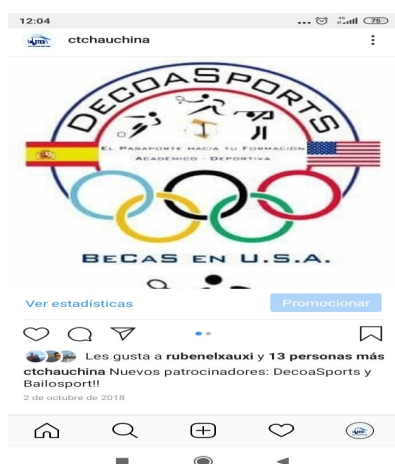 12:04
75
ctchauchina
DECOASPORTS
EL PASAPORTE HACIA TU FORMACIÓN
ACADÉMICO - DEPORTIVA
BECAS EN U.S.A.
Ver estadísticas
Promocionar
Les gusta a rubenelxauxi y 13 personas más
ctchauchina Nuevos patrocinadores: DecoaSports y
Bailosport!!
2 de octubre de 2018